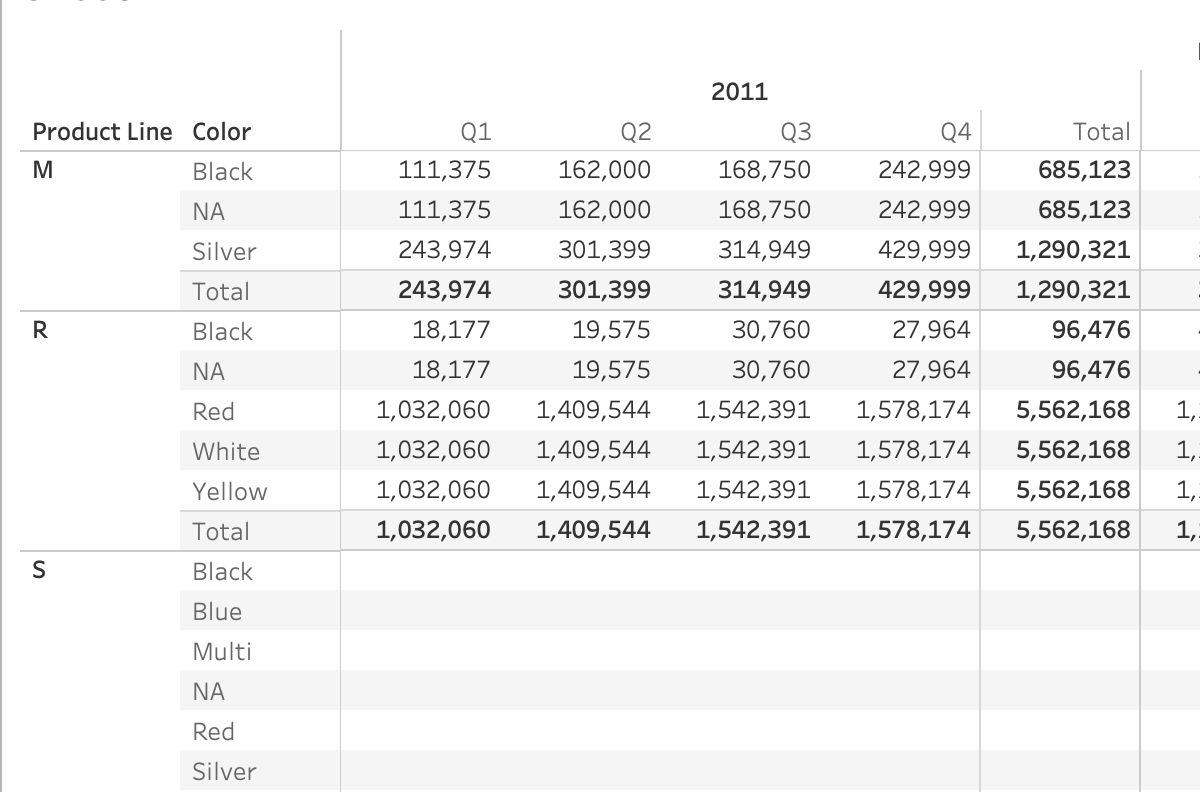 2011
Product Line Color Q1 Q2 Q3 Q4 Total
M Black 111,375 162,000 168,750 242,999 685,123
NA 111,375 162,000 168,750 242,999 685,123
Silver 243,974 301,399 314,949 429,999 1,290,321
Total 243,974 301,399 314,949 429,999 1,290,321
R Black 18,177 19,575 30,760 27,964 96,476
NA 18,177 19,575 30,760 27,964 96,476
Red 1,032,060 1,409,544 1,542,391 1,578,174 5,562,168 1,
White 1,032,060 1,409,544 1,542,391 1,578,174 5,562,168 1,
Yellow 1,032,060 1,409,544 1,542,391 1,578,174 5,562,168 1,
Total 1,032,060 1,409,544 1,542,391 1,578,174 5,562,168 1,
S Black
Blue
Multi
NA
Red
Silver